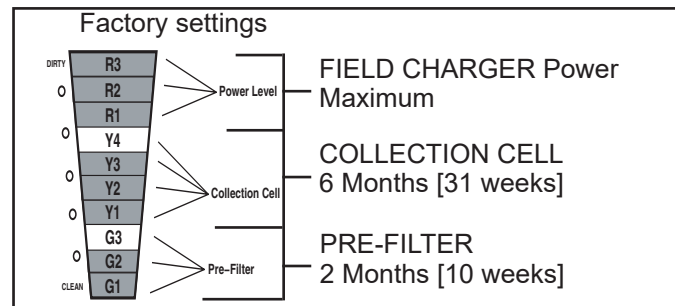 Factory settings
DIRTY
R3
R2
R1
Y4
Y3
Y2
Y1
G3
G2
G1
CLEAN
Power Level
Collection Cell
Pre-Filter
FIELD CHARGER Power
Maximum
COLLECTION CELL
6 Months [31 weeks]
PRE-FILTER
2 Months [10 weeks]